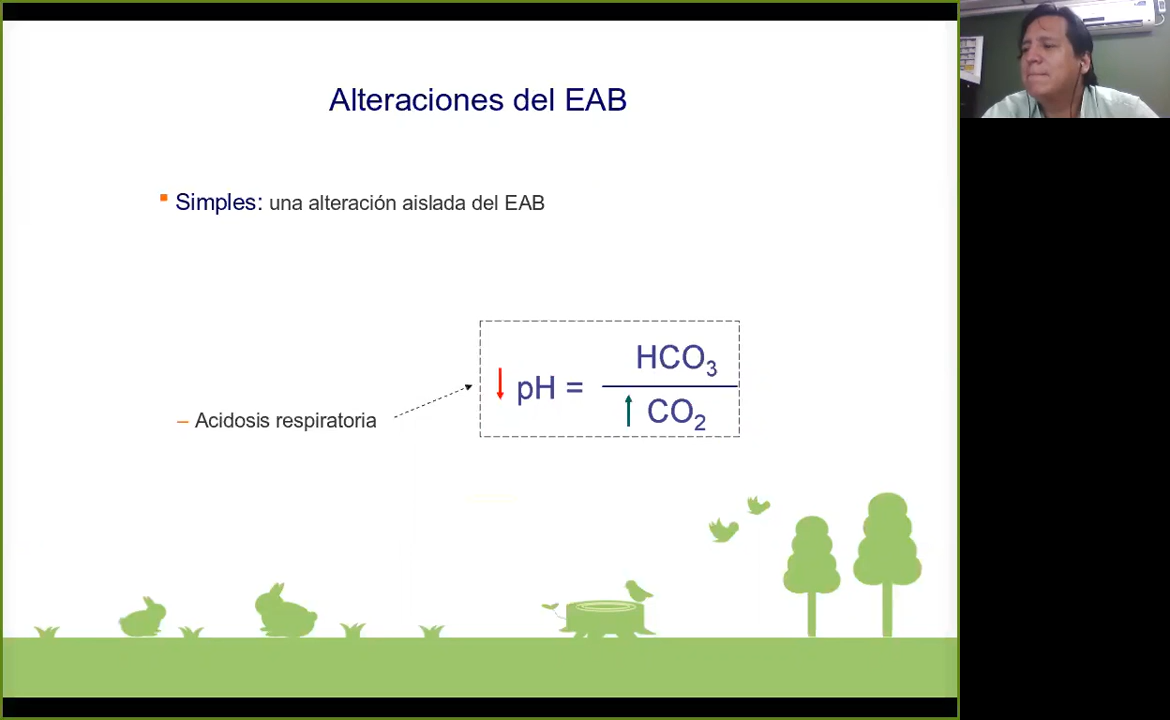 Alteraciones del EAB
Simples: una alteración aislada del EAB
HCO₃
↓ pH =
↑ CO₂
– Acidosis respiratoria